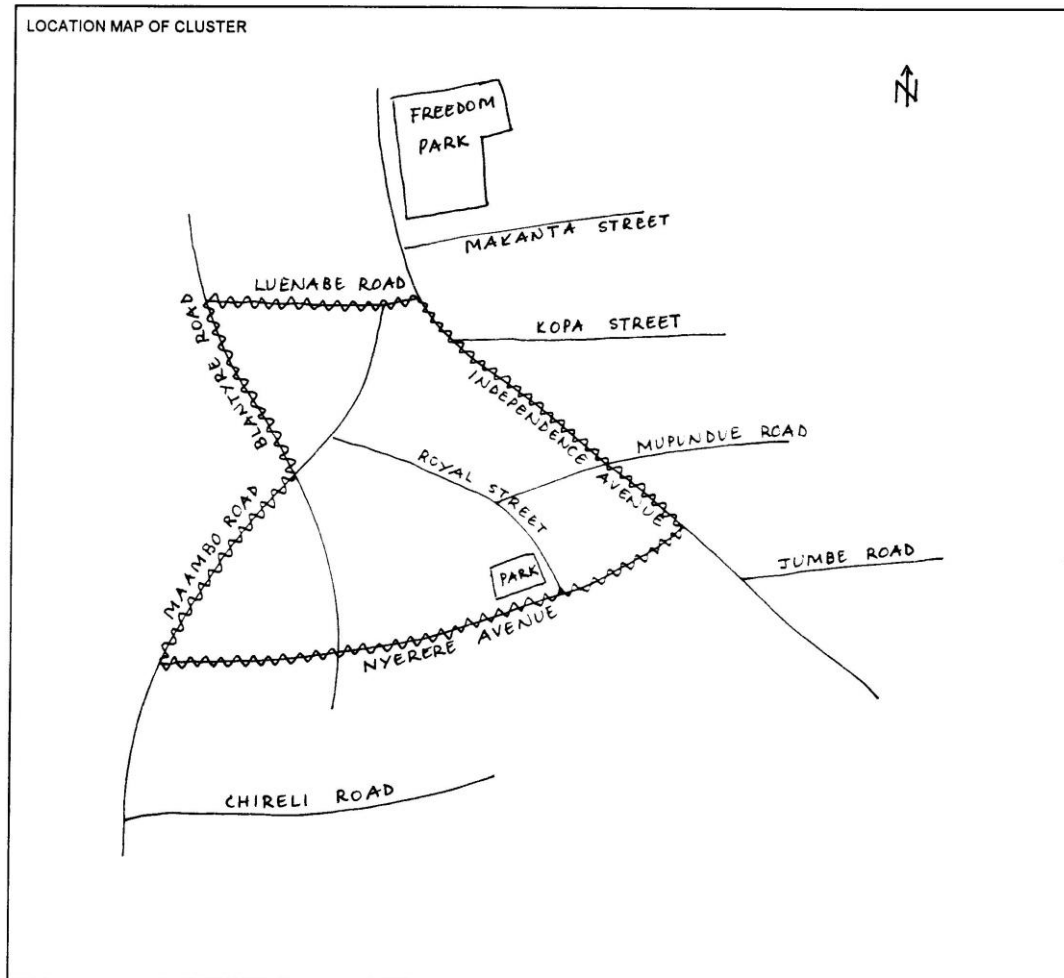 LOCATION MAP OF CLUSTER
N
FREEDOM
PARK
MAKANTA STREET
LUENABE ROAD
KOPA STREET
BLANTYRE ROAD
INDEPENDENCE AVENUE
MUPUNDUE ROAD
ROYAL STREET
MAAMBO ROAD
PARK
JUMBE ROAD
NYERERE AVENUE
CHIRELI ROAD